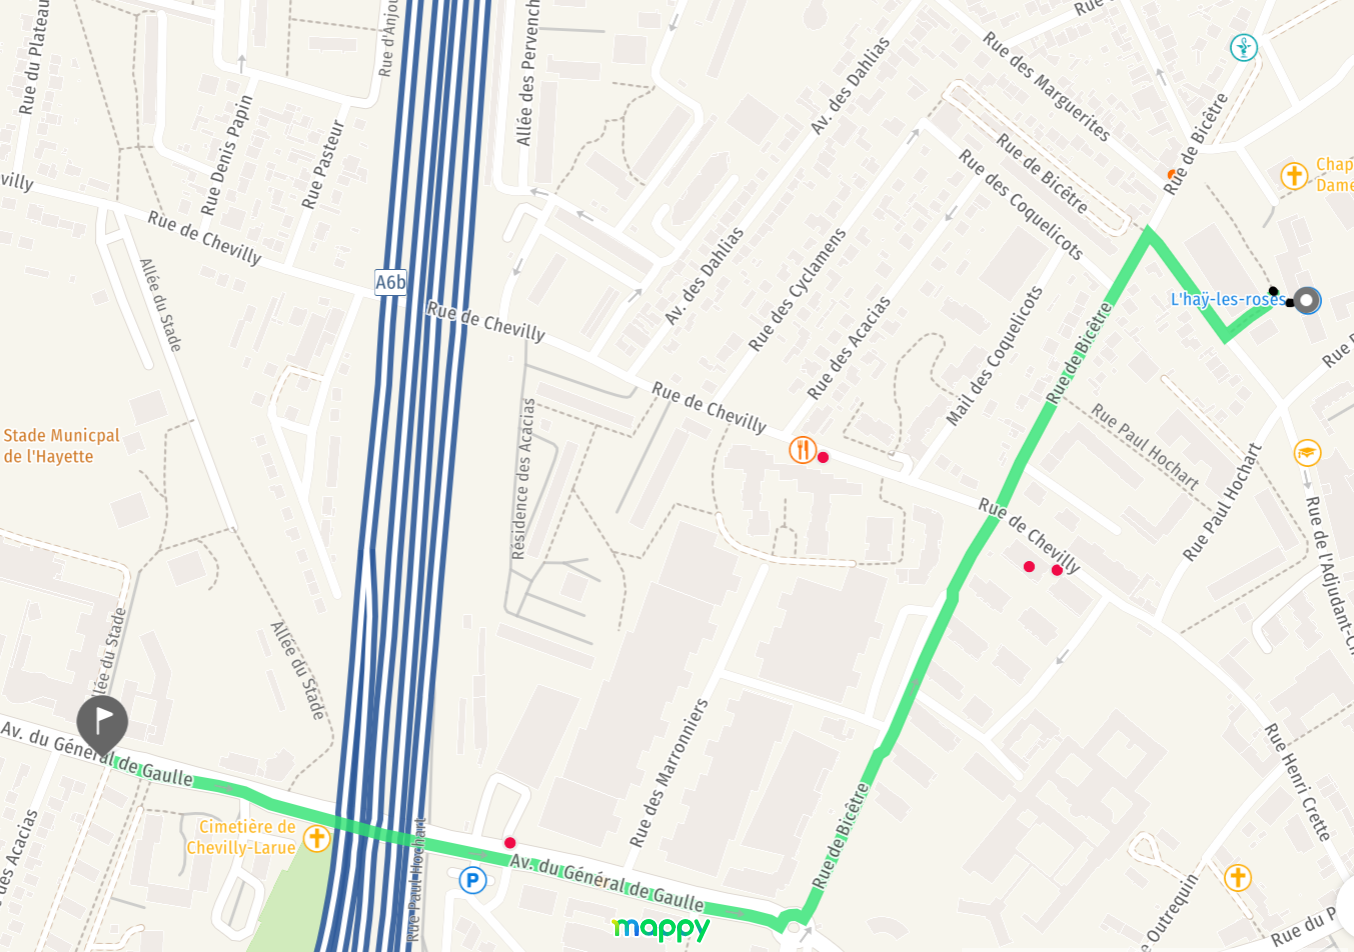 Rue du Plateau
Rue d'Anjou
Allée des Pervench
Rue
Rue des Marguerites
Av. des Dahlias
Rue Denis Papin
Rue Pasteur
Rue de Bicêtre
Rue des Coquelicots
Rue de Bicêtre
Chap
Dame
villy
Rue de Chevilly
Allée du Stade
A6b
Rue de Chevilly
Av. des Dahlias
Rue des Cyclamens
Rue des Acacias
Mail des Coquelicots
Rue de Bicêtre
L'haÿ-les-roses
Rue
Rue de Chevilly
Stade Municpal
de l'Hayette
Résidence des Acacias
Rue Paul Hochart
Rue Paul Hochart
Rue de Chevilly
Rue de l'Adjudant-Ch
Allée du Stade
llée du Stade
Av. du Général de Gaulle
Rue des Marronniers
Rue Henri Crette
Cimetière de
Chevilly-Larue
Rue Paul Hochart
P
Av. du Général de Gaulle
Rue de Bicêtre
e des Acacias
e Outrequin
Rue du P
mappy